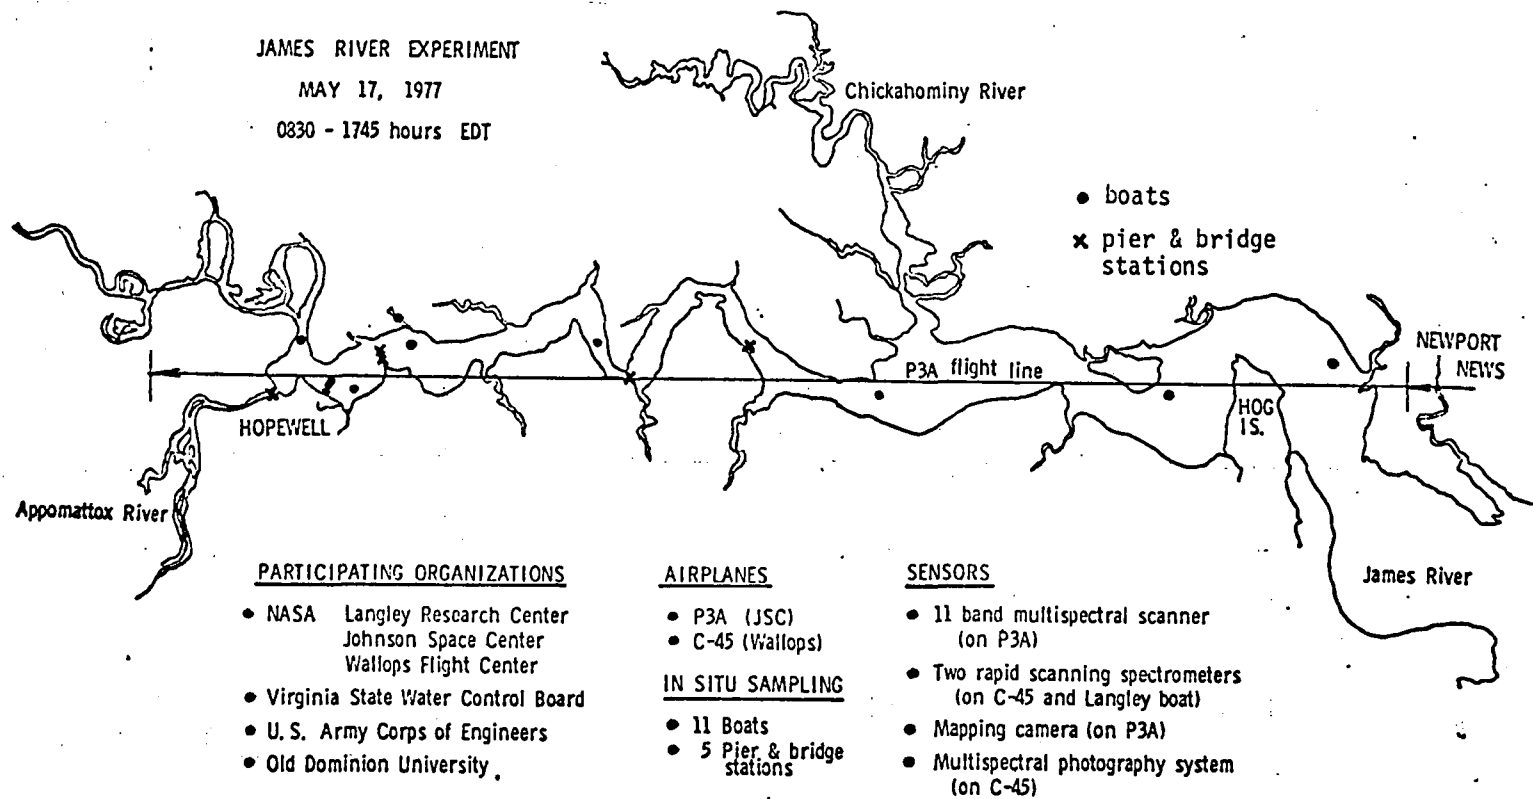 JAMES RIVER EXPERIMENT
MAY 17, 1977
0830 - 1745 hours EDT
Chickahominy River
● boats
x pier & bridge
stations
NEWPORT
NEWS
P3A flight line
HOG
IS.
HOPEWELL
Appomattox River
James River
PARTICIPATING ORGANIZATIONS
● NASA Langley Research Center
Johnson Space Center
Wallops Flight Center
● Virginia State Water Control Board
● U.S. Army Corps of Engineers
● Old Dominion University
AIRPLANES
● P3A (JSC)
● C-45 (Wallops)
IN SITU SAMPLING
● 11 Boats
● 5 Pier & bridge
stations
SENSORS
● 11 band multispectral scanner
(on P3A)
● Two rapid scanning spectrometers
(on C-45 and Langley boat)
● Mapping camera (on P3A)
● Multispectral photography system
(on C-45)